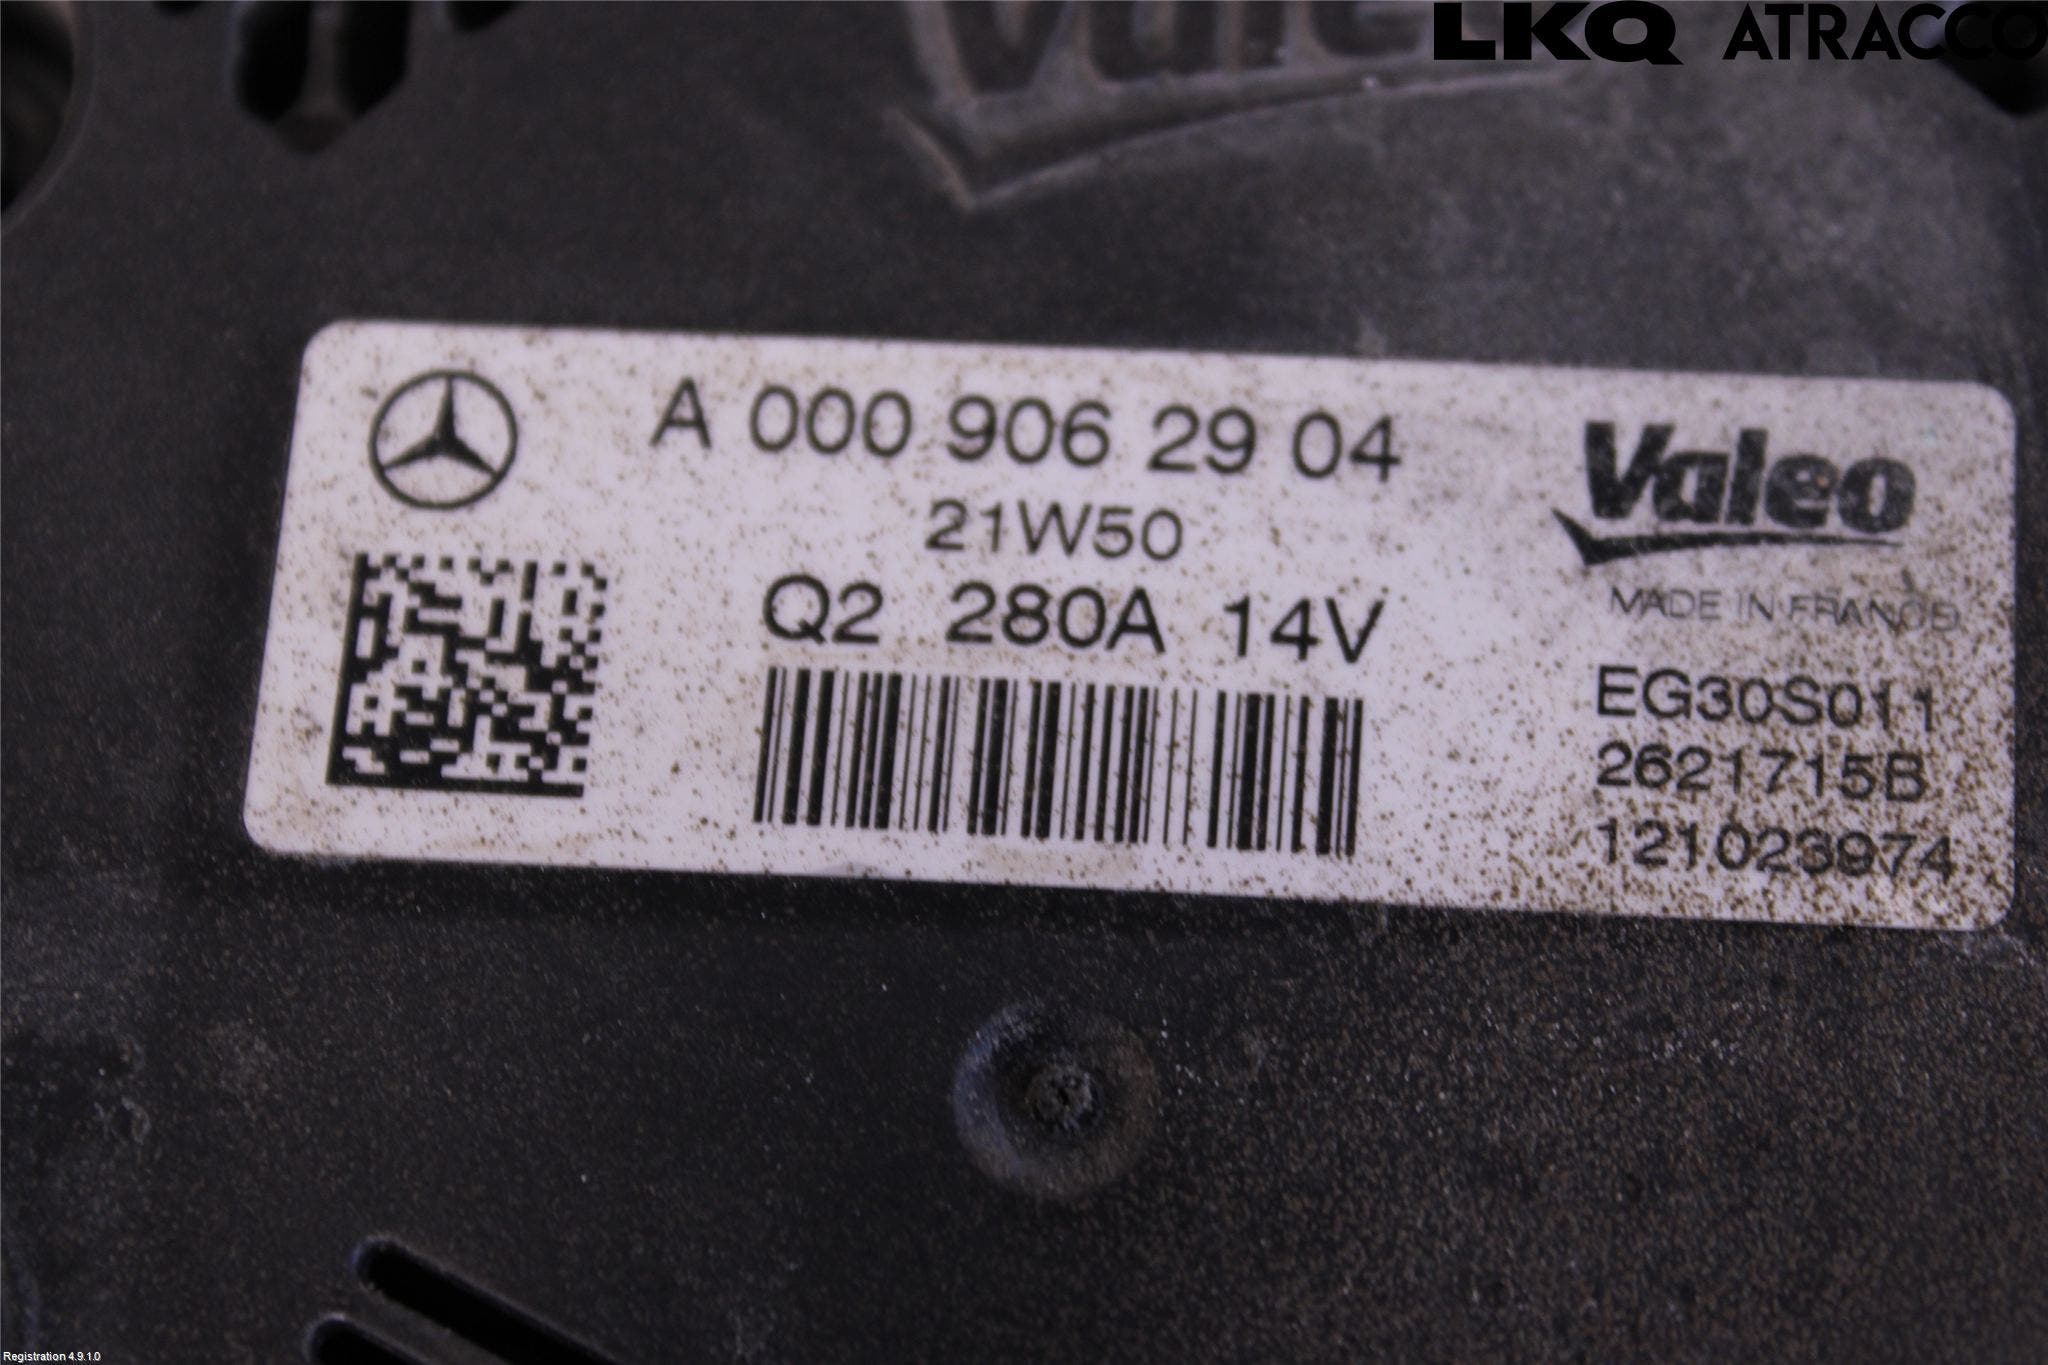 LKQ ATRACCO
Valeo
A 000 906 29 04
Valeo
21W50
MADE IN FRANCE
Q2 280A 14V
EG30S011
2621715B
121023974
Registration 4.9.1.0